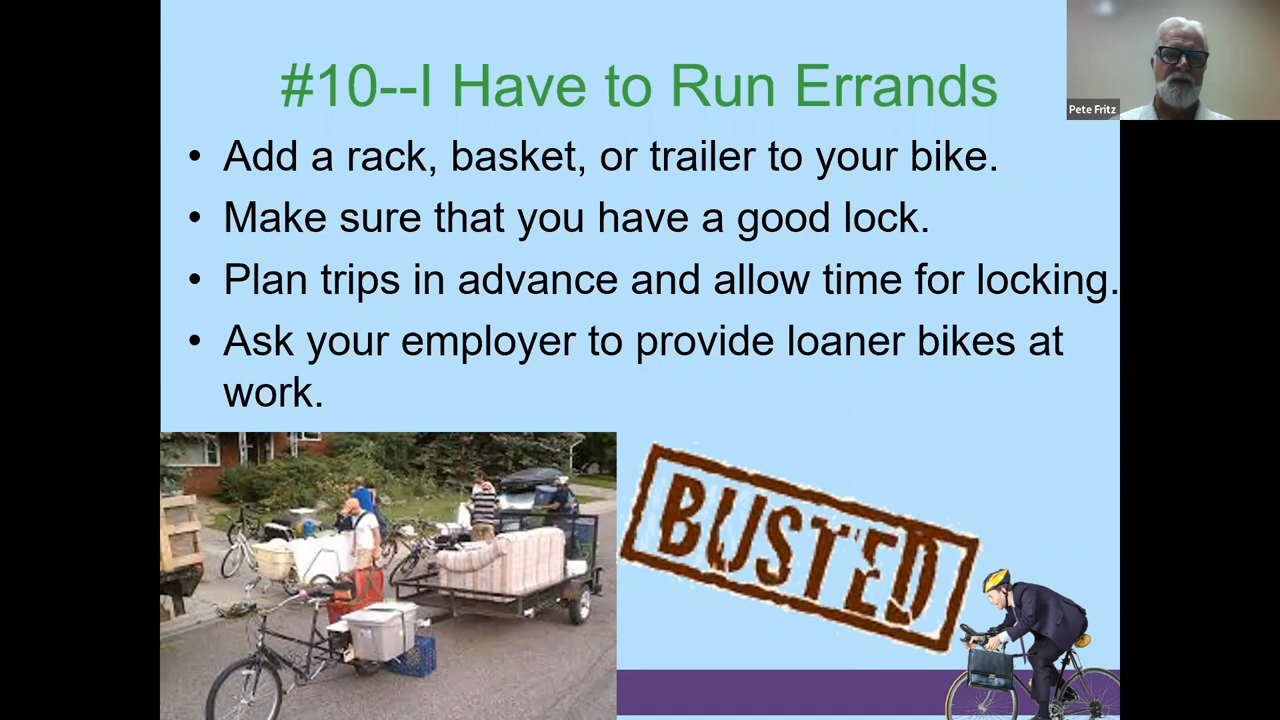 #10--I Have to Run Errands
Pete Fritz
• Add a rack, basket, or trailer to your bike.
• Make sure that you have a good lock.
• Plan trips in advance and allow time for locking.
• Ask your employer to provide loaner bikes at
work.
BUSTED